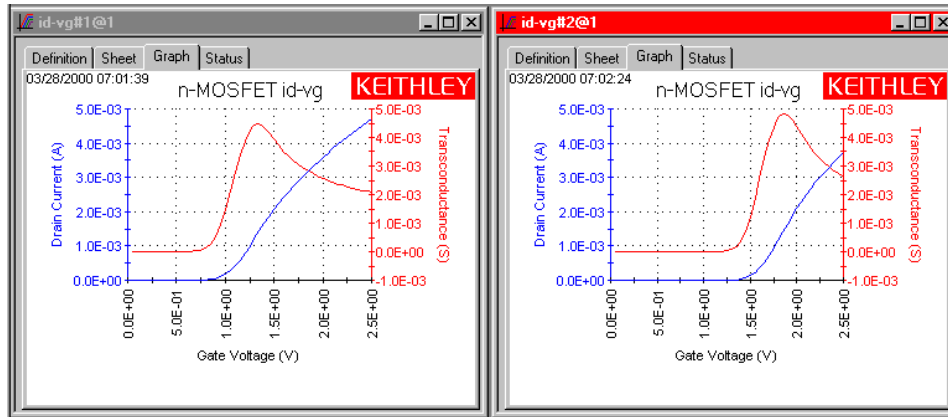 id-vg#1@1
Definition Sheet Graph Status
03/28/2000 07:01:39
n-MOSFET id-vg
KEITHLEY
Drain Current (A)
5.0E-03
4.0E-03
3.0E-03
2.0E-03
1.0E-03
0.0E+00
5.0E-03
4.0E-03
3.0E-03
2.0E-03
1.0E-03
0.0E+00
-1.0E-03
Transconductance (S)
0.0E+00
5.0E-01
1.0E+00
1.5E+00
2.0E+00
2.5E+00
Gate Voltage (V)
id-vg#2@1
Definition Sheet Graph Status
03/28/2000 07:02:24
n-MOSFET id-vg
KEITHLEY
Drain Current (A)
5.0E-03
4.0E-03
3.0E-03
2.0E-03
1.0E-03
0.0E+00
5.0E-03
4.0E-03
3.0E-03
2.0E-03
1.0E-03
0.0E+00
-1.0E-03
Transconductance (S)
0.0E+00
5.0E-01
1.0E+00
1.5E+00
2.0E+00
2.5E+00
Gate Voltage (V)